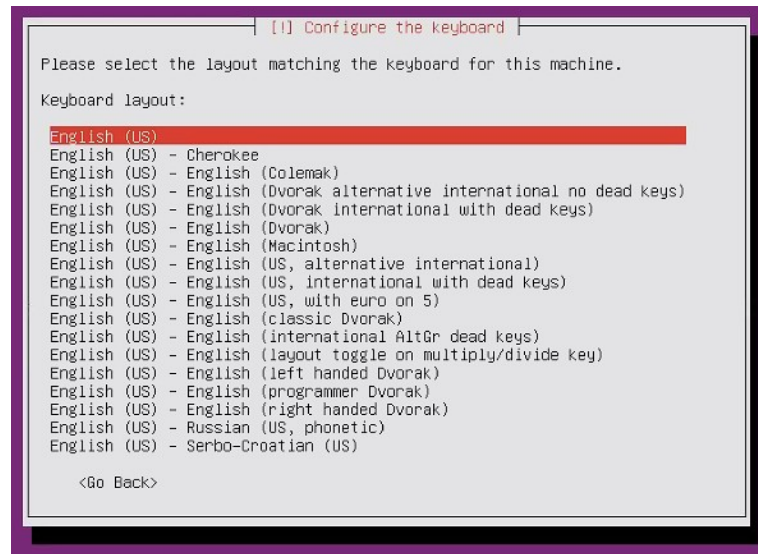 [!] Configure the keyboard
Please select the layout matching the keyboard for this machine.
Keyboard layout:
English (US)
English (US) - Cherokee
English (US) - English (Colemak)
English (US) - English (Dvorak alternative international no dead keys)
English (US) - English (Dvorak international with dead keys)
English (US) - English (Dvorak)
English (US) - English (Macintosh)
English (US) - English (US, alternative international)
English (US) - English (US, international with dead keys)
English (US) - English (US, with euro on 5)
English (US) - English (classic Dvorak)
English (US) - English (international AltGr dead keys)
English (US) - English (layout toggle on multiply/divide key)
English (US) - English (left handed Dvorak)
English (US) - English (programmer Dvorak)
English (US) - English (right handed Dvorak)
English (US) - Russian (US, phonetic)
English (US) - Serbo-Croatian (US)
<Go Back>